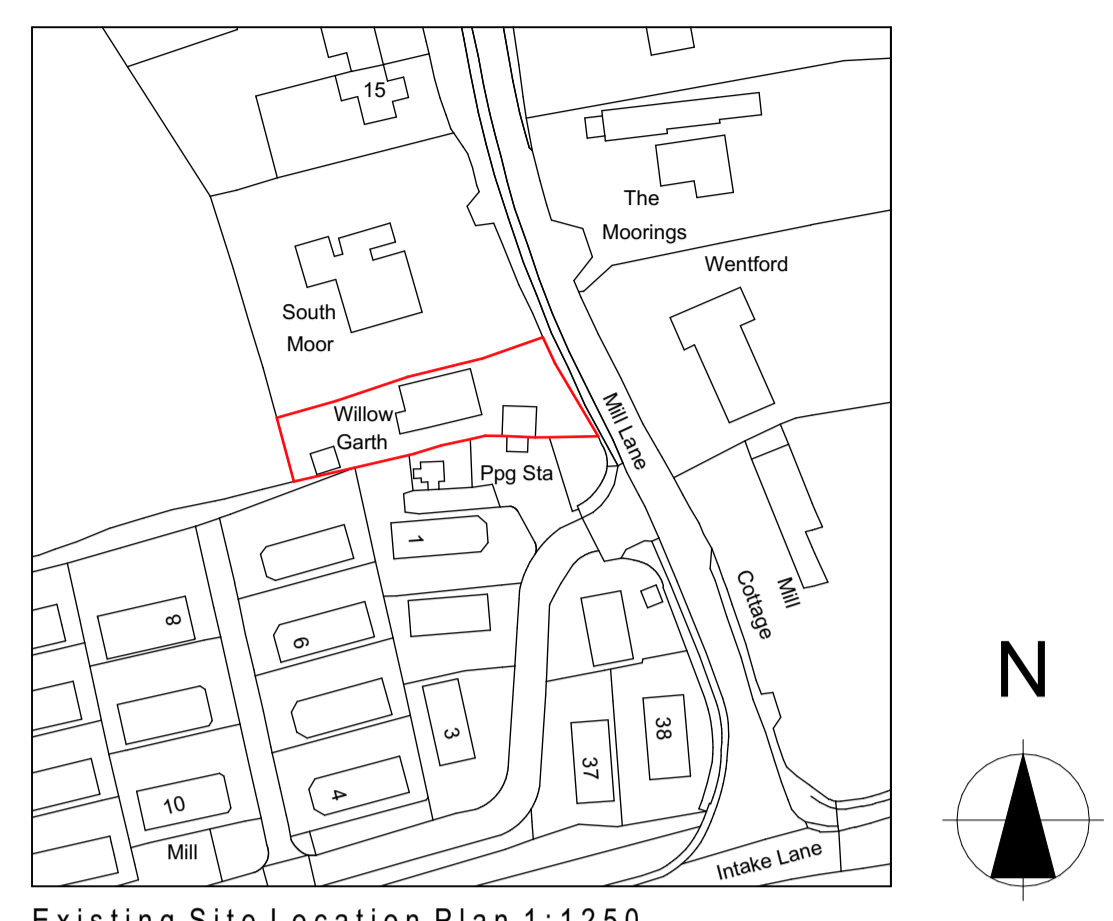 15
The
Moorings
Wentford
South
Moor
N
Willow
Garth
Mill Lane
Ppg Sta
1
8
6
Mill
Cottage
3
38
37
4
10
Mill
Intake Lane
Existing Site Location Plan 1:1250